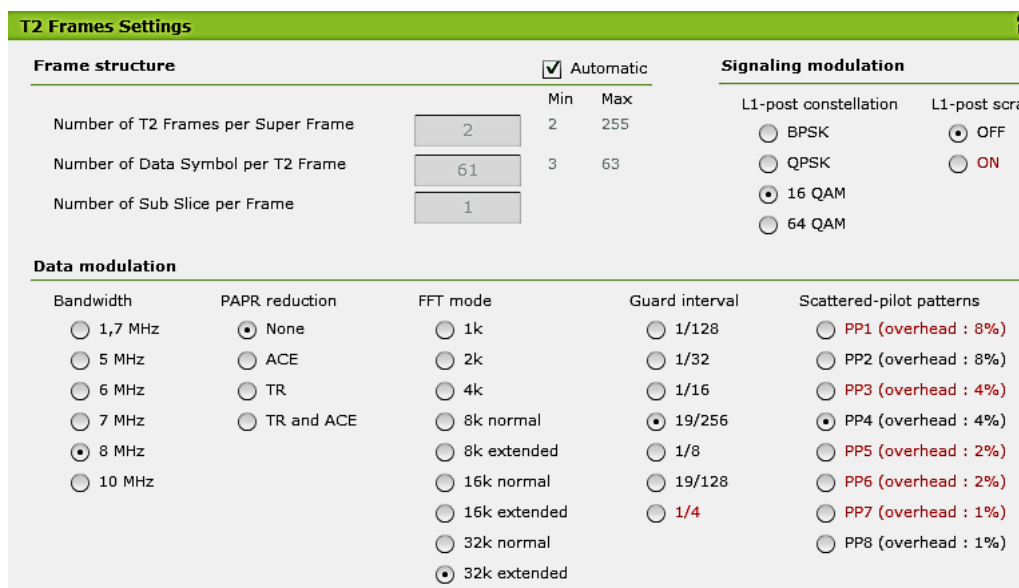 T2 Frames Settings
Frame structure
Automatic
Signaling modulation
Min Max
Number of T2 Frames per Super Frame 2 2 255
Number of Data Symbol per T2 Frame 61 3 63
Number of Sub Slice per Frame 1
L1-post constellation
BPSK
QPSK
16 QAM
64 QAM
L1-post scra
OFF
ON
Data modulation
Bandwidth
1,7 MHz
5 MHz
6 MHz
7 MHz
8 MHz
10 MHz
PAPR reduction
None
ACE
TR
TR and ACE
FFT mode
1k
2k
4k
8k normal
8k extended
16k normal
16k extended
32k normal
32k extended
Guard interval
1/128
1/32
1/16
19/256
1/8
19/128
1/4
Scattered-pilot patterns
PP1 (overhead : 8%)
PP2 (overhead : 8%)
PP3 (overhead : 4%)
PP4 (overhead : 4%)
PP5 (overhead : 2%)
PP6 (overhead : 2%)
PP7 (overhead : 1%)
PP8 (overhead : 1%)